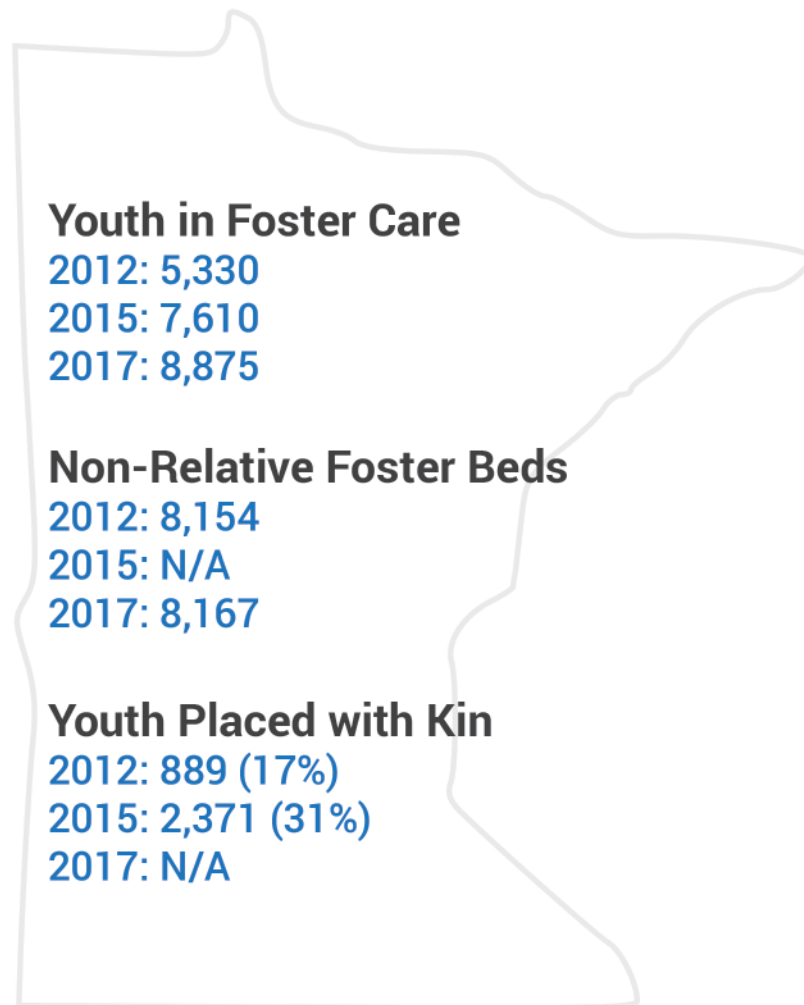 Youth in Foster Care
2012: 5,330
2015: 7,610
2017: 8,875
Non-Relative Foster Beds
2012: 8,154
2015: N/A
2017: 8,167
Youth Placed with Kin
2012: 889 (17%)
2015: 2,371 (31%)
2017: N/A